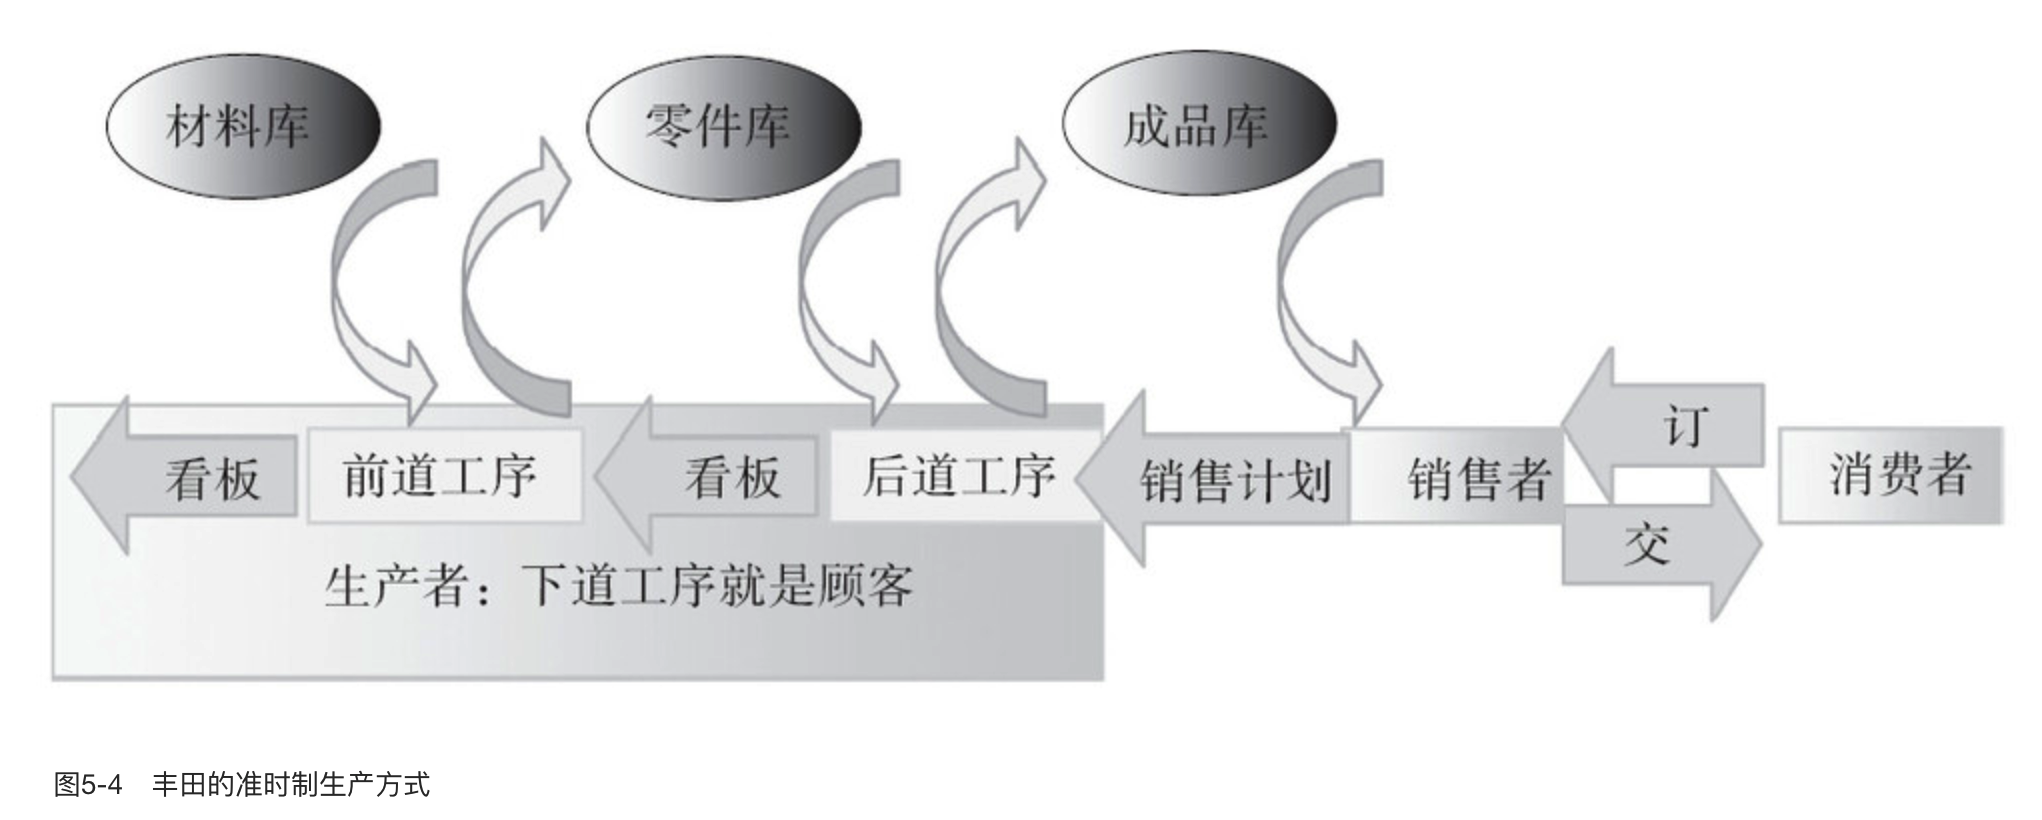 材料库
零件库
成品库
看板
前道工序
看板
后道工序
销售计划
销售者
订
交
消费者
生产者：下道工序就是顾客
图5-4 丰田的准时制生产方式